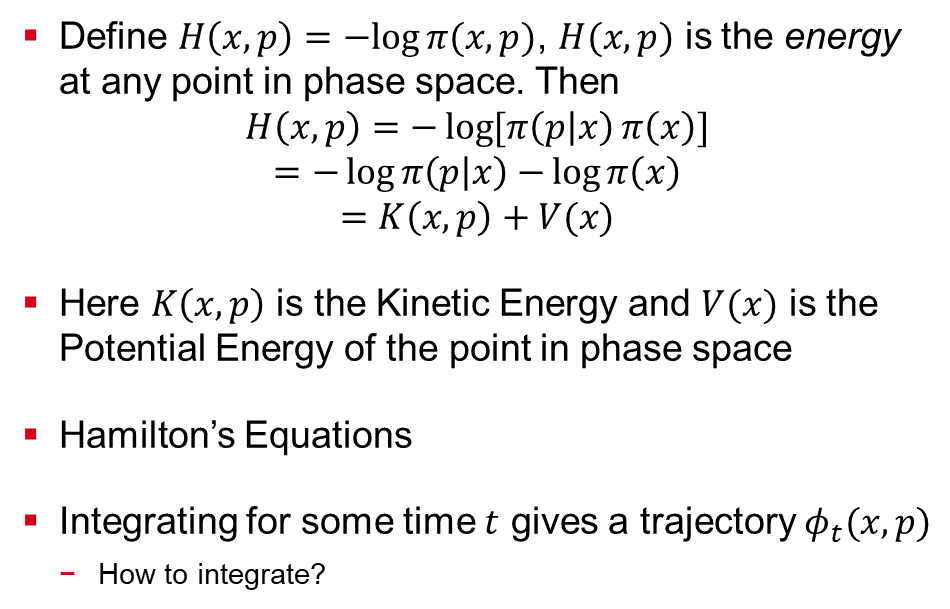 ▪ Define H(x, p) = −log π(x, p), H(x, p) is the energy
at any point in phase space. Then
H(x, p) = − log[π(p|x) π(x)]
= − log π(p|x) − log π(x)
= K(x, p) + V(x)
▪ Here K(x, p) is the Kinetic Energy and V(x) is the
Potential Energy of the point in phase space
▪ Hamilton’s Equations
▪ Integrating for some time t gives a trajectory ϕₜ(x, p)
− How to integrate?